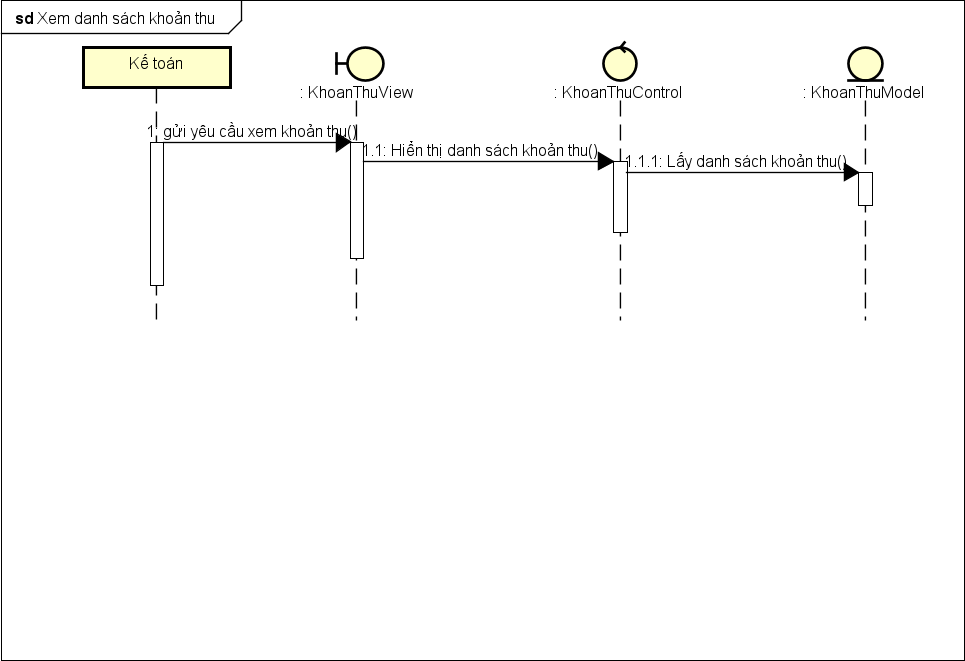 sd Xem danh sách khoản thu
Kế toán
: KhoanThuView
: KhoanThuControl
: KhoanThuModel
1: gửi yêu cầu xem khoản thu()
1.1: Hiển thị danh sách khoản thu()
1.1.1: Lấy danh sách khoản thu()